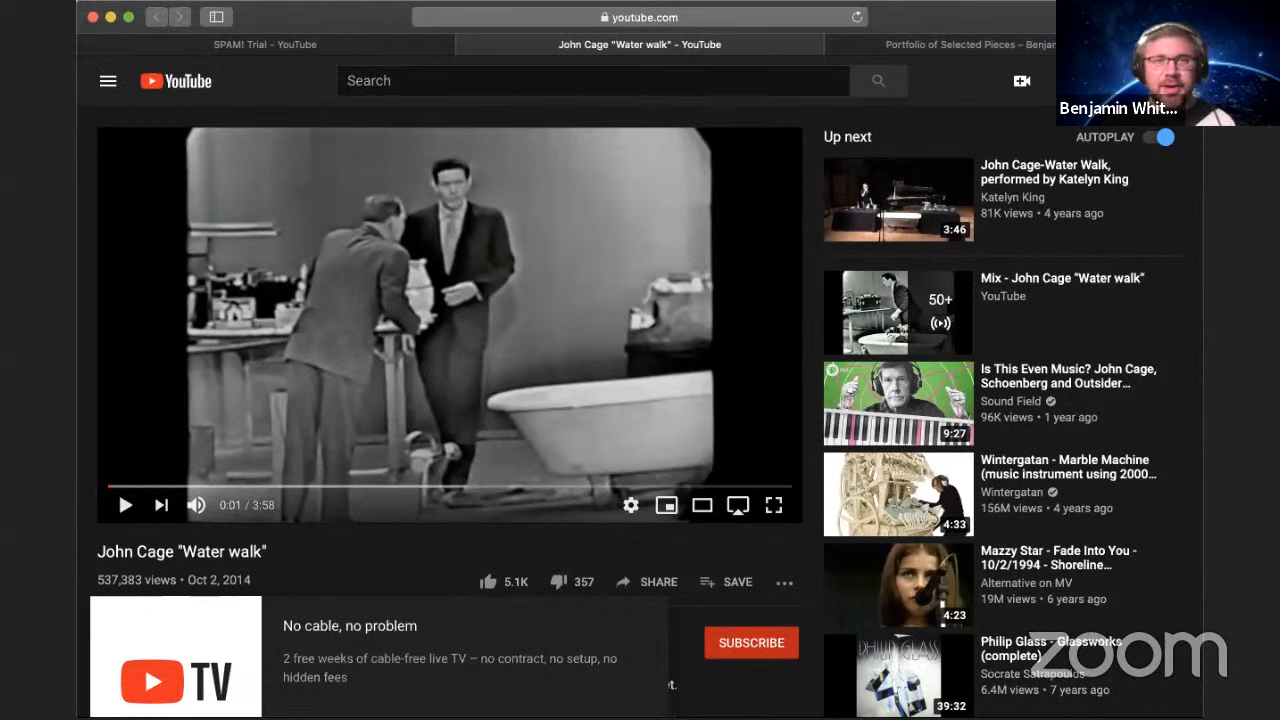 youtube.com
SPAM! Trial - YouTube
John Cage "Water walk" - YouTube
Portfolio of Selected Pieces – Benjar
Benjamin Whit...
YouTube
Search
Up next
AUTOPLAY
John Cage-Water Walk,
performed by Katelyn King
Katelyn King
81K views • 4 years ago
3:46
Mix - John Cage "Water walk"
YouTube
50+
Is This Even Music? John Cage,
Schoenberg and Outsider...
Sound Field
96K views • 1 year ago
9:27
Wintergatan - Marble Machine
(music instrument using 2000...
Wintergatan
156M views • 4 years ago
4:33
Mazzy Star - Fade Into You -
10/2/1994 - Shoreline...
Alternative on MV
19M views • 6 years ago
4:23
Philip Glass - Glassworks
(complete)
Socrate Satrapoulos
6.4M views • 7 years ago
PHILIP GLASS
39:32
0:01 / 3:58
John Cage "Water walk"
537,383 views • Oct 2, 2014
5.1K
357
SHARE
SAVE
TV
No cable, no problem
2 free weeks of cable-free live TV – no contract, no setup, no
hidden fees
SUBSCRIBE
et.
zoom